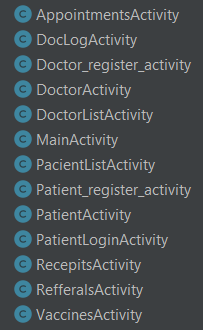 AppointmentsActivity
DocLogActivity
Doctor_register_activity
DoctorActivity
DoctorListActivity
MainActivity
PacientListActivity
Patient_register_activity
PatientActivity
PatientLoginActivity
RecepitsActivity
RefferalsActivity
VaccinesActivity